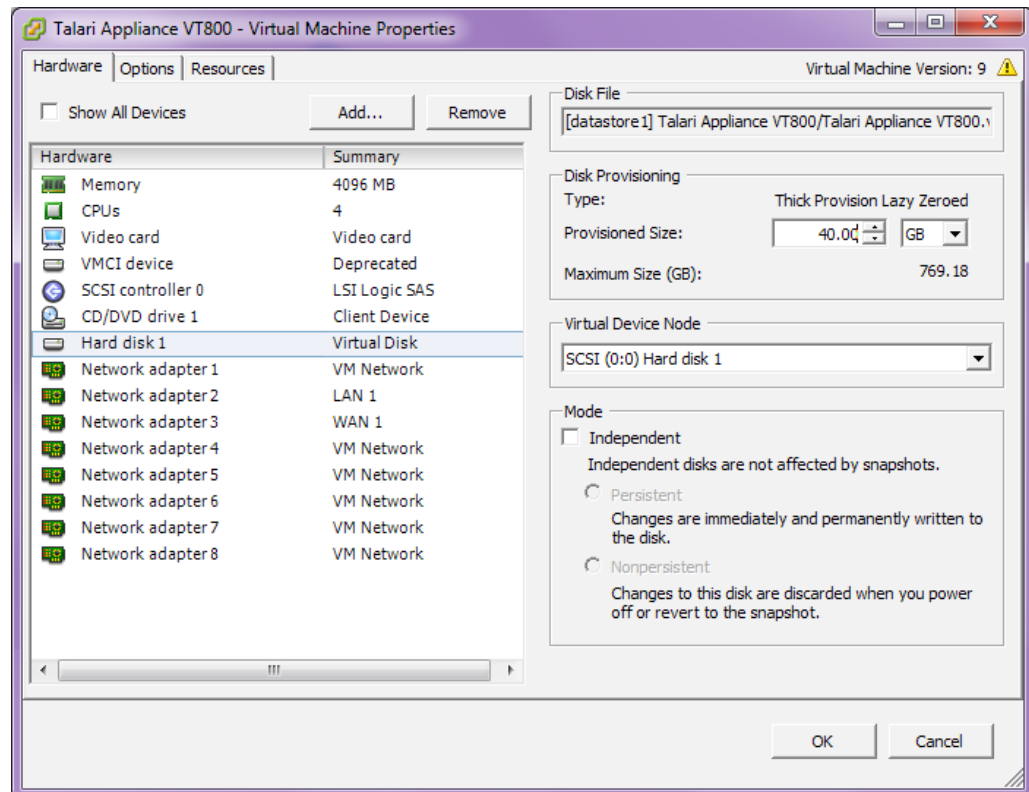 Talari Appliance VT800 - Virtual Machine Properties
Hardware Options Resources Virtual Machine Version: 9
Show All Devices Add... Remove
Hardware Summary
Memory 4096 MB
CPUs 4
Video card Video card
VMCI device Deprecated
SCSI controller 0 LSI Logic SAS
CD/DVD drive 1 Client Device
Hard disk 1 Virtual Disk
Network adapter 1 VM Network
Network adapter 2 LAN 1
Network adapter 3 WAN 1
Network adapter 4 VM Network
Network adapter 5 VM Network
Network adapter 6 VM Network
Network adapter 7 VM Network
Network adapter 8 VM Network
Disk File
[datastore1] Talari Appliance VT800/Talari Appliance VT800.v
Disk Provisioning
Type: Thick Provision Lazy Zeroed
Provisioned Size: 40.00 GB
Maximum Size (GB): 769.18
Virtual Device Node
SCSI (0:0) Hard disk 1
Mode
Independent
Independent disks are not affected by snapshots.
Persistent
Changes are immediately and permanently written to
the disk.
Nonpersistent
Changes to this disk are discarded when you power
off or revert to the snapshot.
OK Cancel